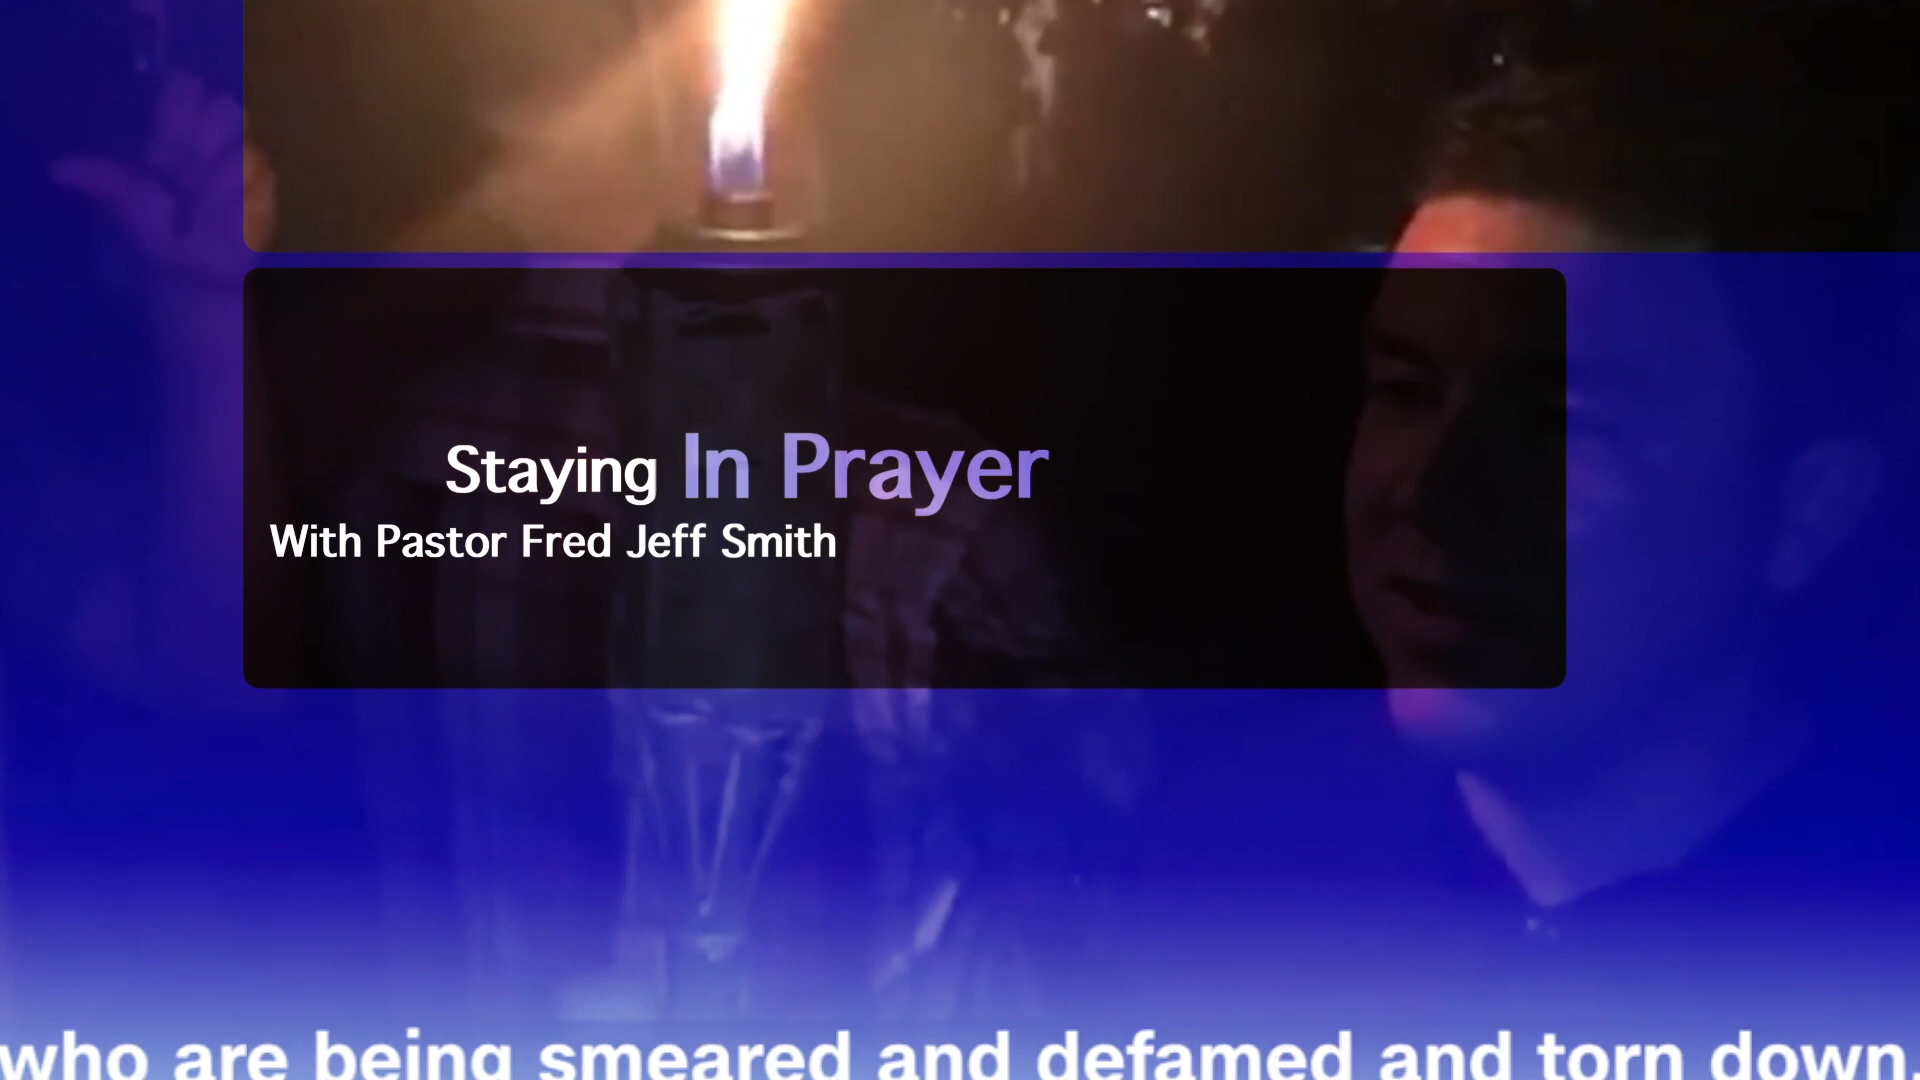 Staying In Prayer
With Pastor Fred Jeff Smith
who are being smeared and defamed and torn down.